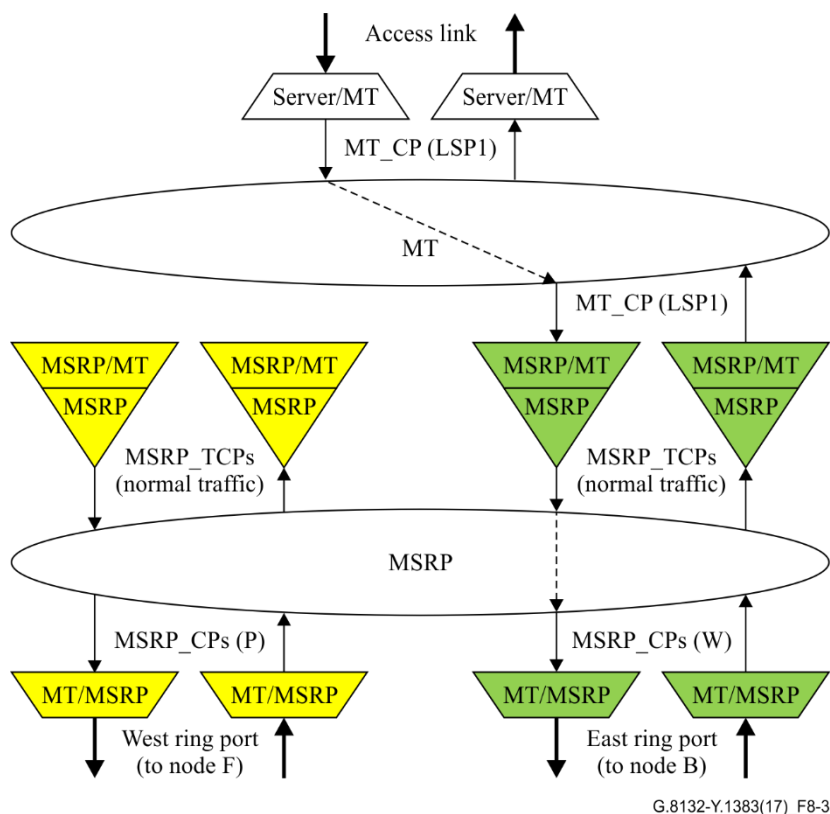 Access link
Server/MT Server/MT
MT_CP (LSP1)
MT
MT_CP (LSP1)
MSRP/MT MSRP/MT MSRP/MT MSRP/MT
MSRP MSRP MSRP MSRP
MSRP_TCPs MSRP_TCPs
(normal traffic) (normal traffic)
MSRP
MSRP_CPs (P) MSRP_CPs (W)
MT/MSRP MT/MSRP MT/MSRP MT/MSRP
West ring port East ring port
(to node F) (to node B)
G.8132-Y.1383(17)_F8-3